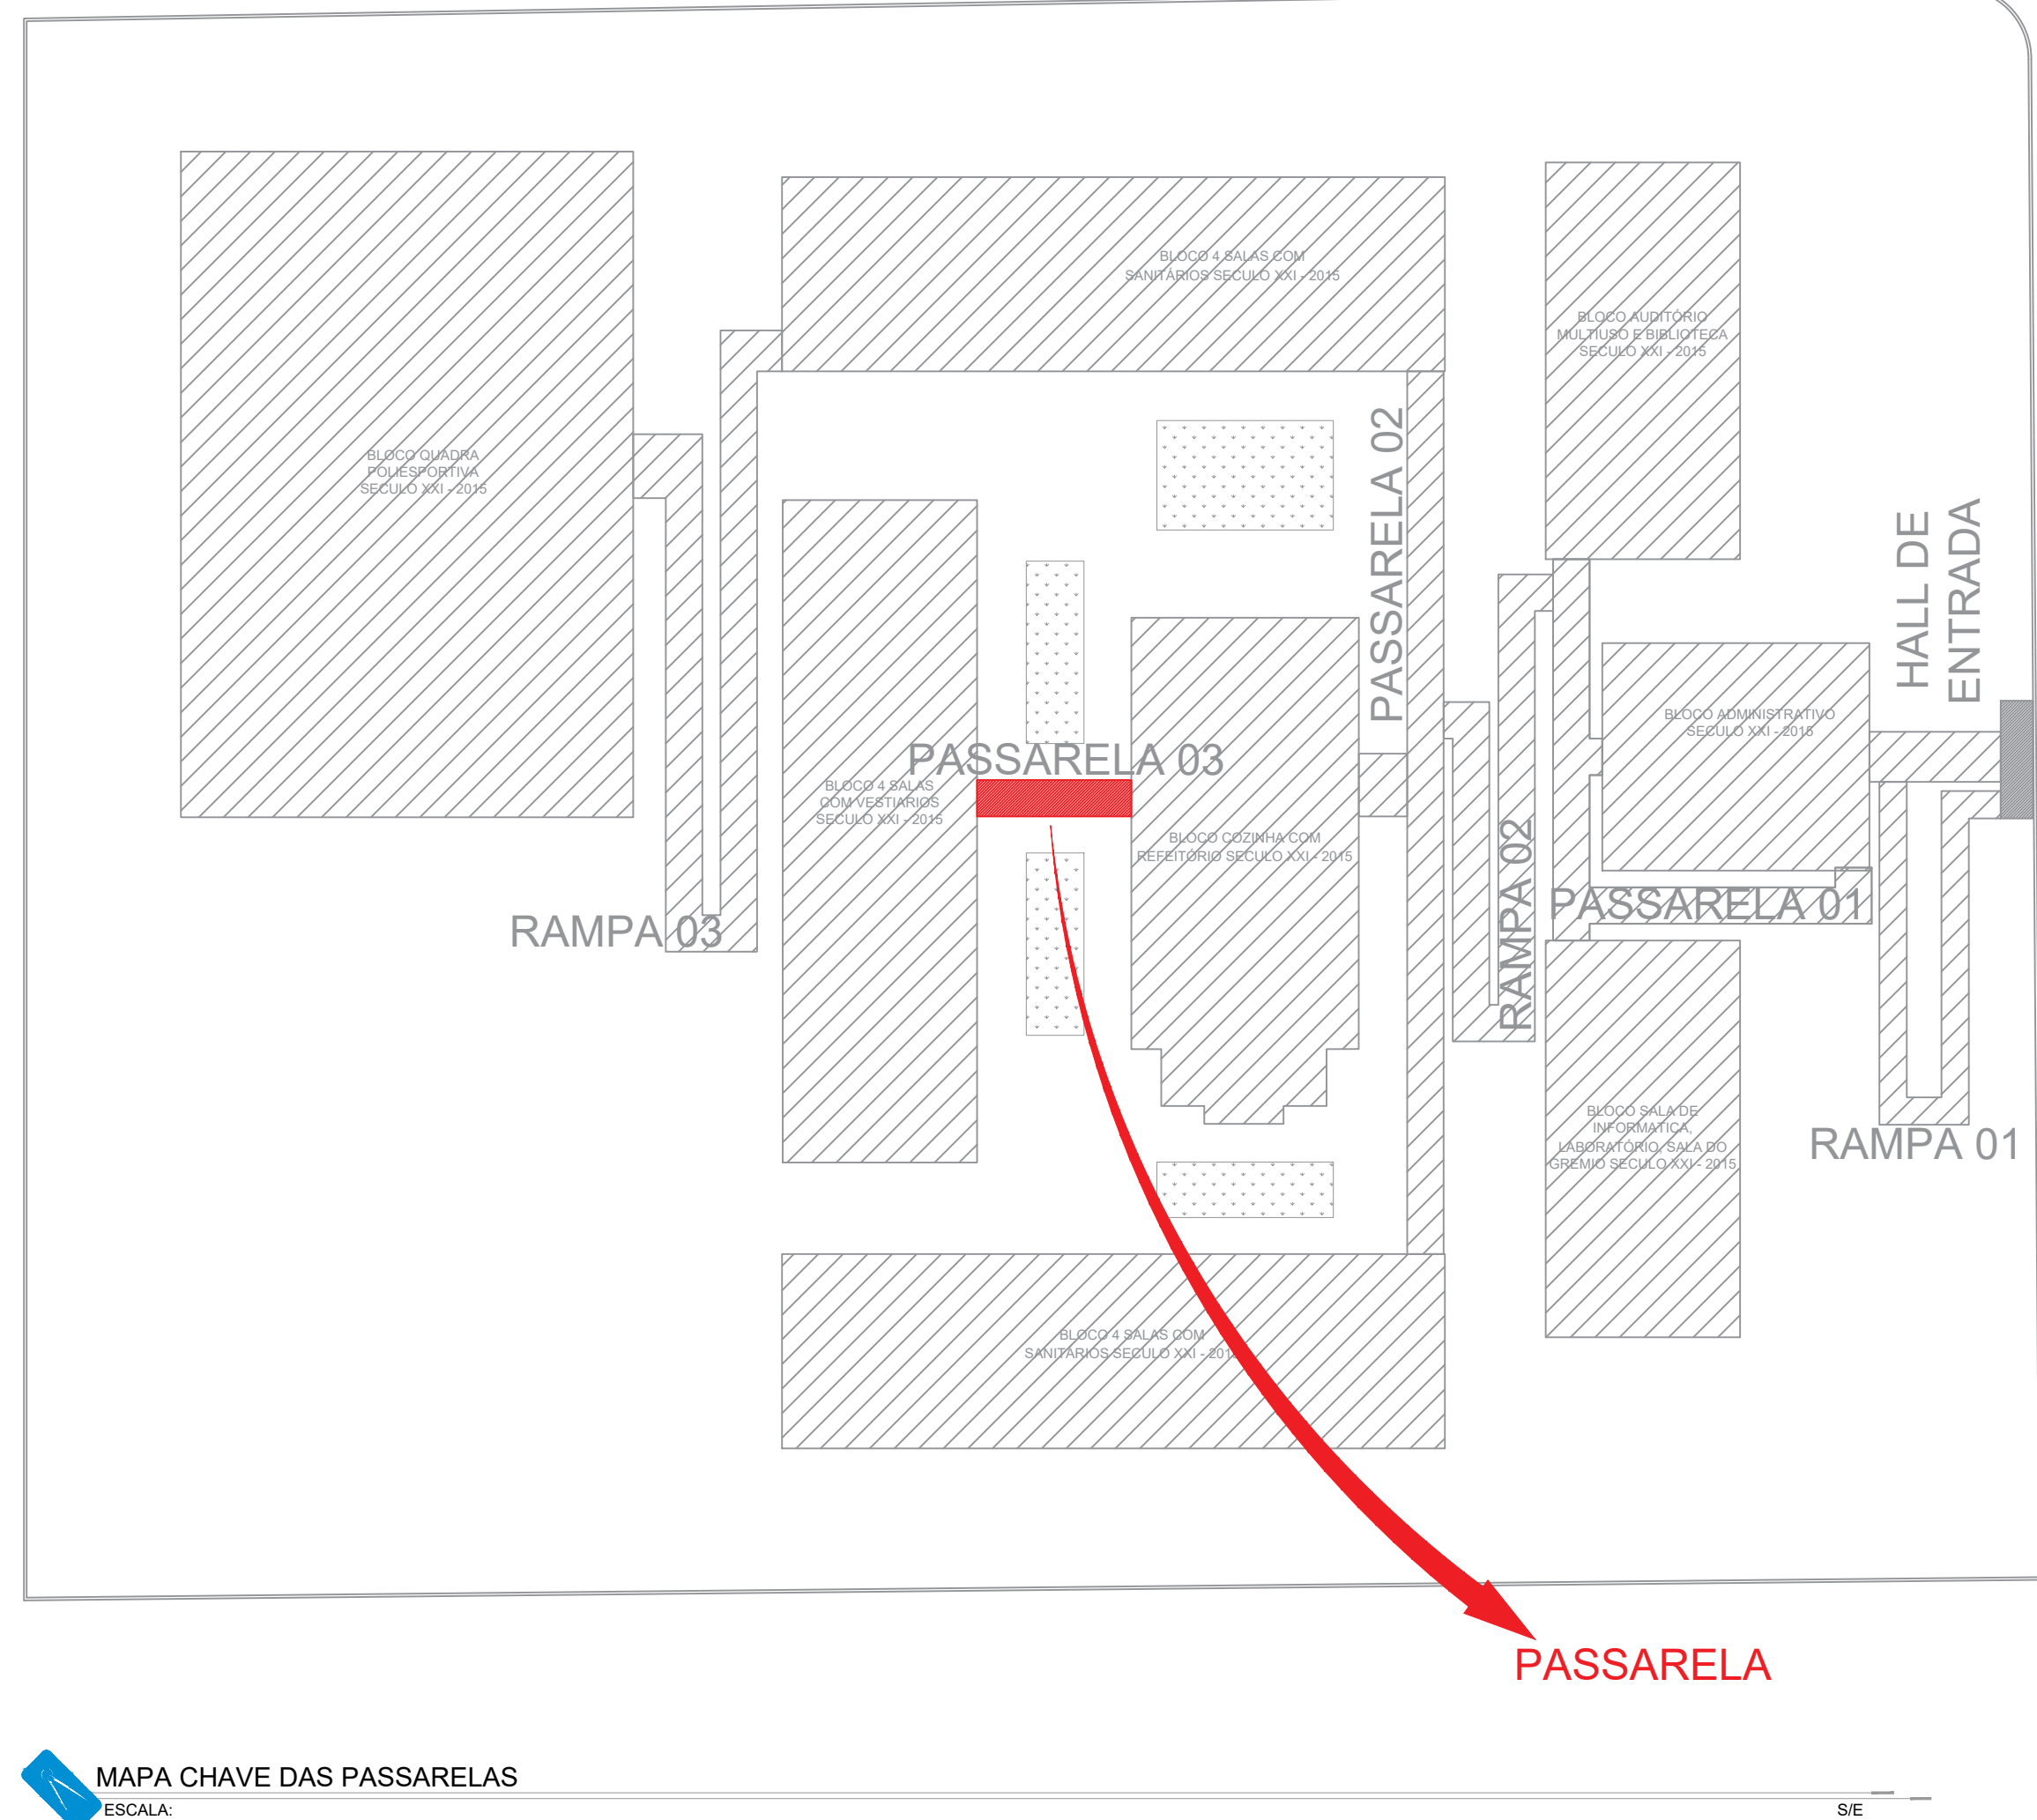 BLOCO 4 SALAS COM
SANITÁRIOS SECULO XXI - 2015
BLOCO AUDITÓRIO
MULTIUSO E BIBLIOTECA
SECULO XXI - 2015
BLOCO QUADRA
POLIESPORTIVA
SECULO XXI - 2015
PASSARELA 02
HALL DE
ENTRADA
BLOCO ADMINISTRATIVO
SECULO XXI - 2015
PASSARELA 03
BLOCO 4 SALAS
COM VESTIARIOS
SECULO XXI - 2015
BLOCO COZINHA COM
REFEITÓRIO SECULO XXI - 2015
RAMPA 02
PASSARELA 01
RAMPA 03
BLOCO SALA DE
INFORMATICA,
LABORATÓRIO, SALA DO
GREMIO SECULO XXI - 2015
RAMPA 01
BLOCO 4 SALAS COM
SANITARIOS SECULO XXI - 2015
PASSARELA
MAPA CHAVE DAS PASSARELAS
ESCALA:
S/E